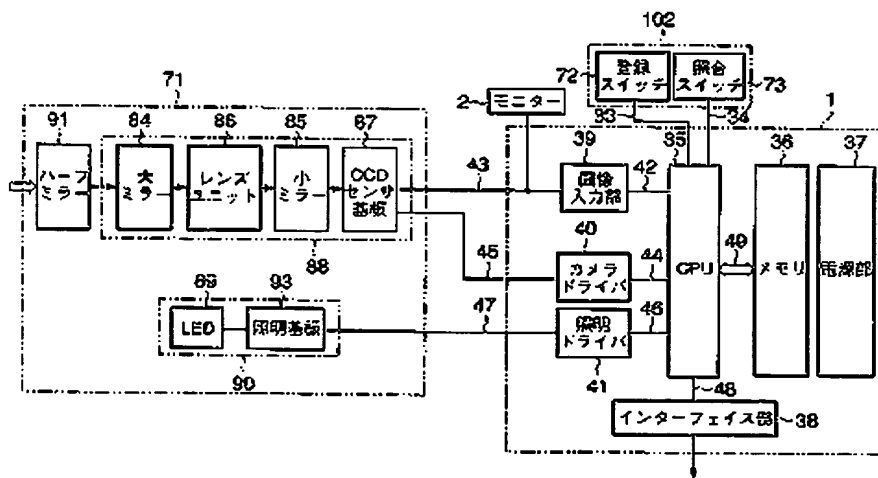 102
72
登録
スイッチ
照合
スイッチ
73
93
34
71
2
モニター
1
91
84
86
85
87
39
35
36
37
ハーフ
ミラー
大
ミラー
レンズ
ユニット
小
ミラー
CCD
センサ
基板
43
画像
入力部
42
88
40
45
カメラ
ドライバ
44
CPU
49
メモリ
電源部
89
93
LED
照明基板
47
照明
ドライバ
46
90
41
48
インターフェイス部
38